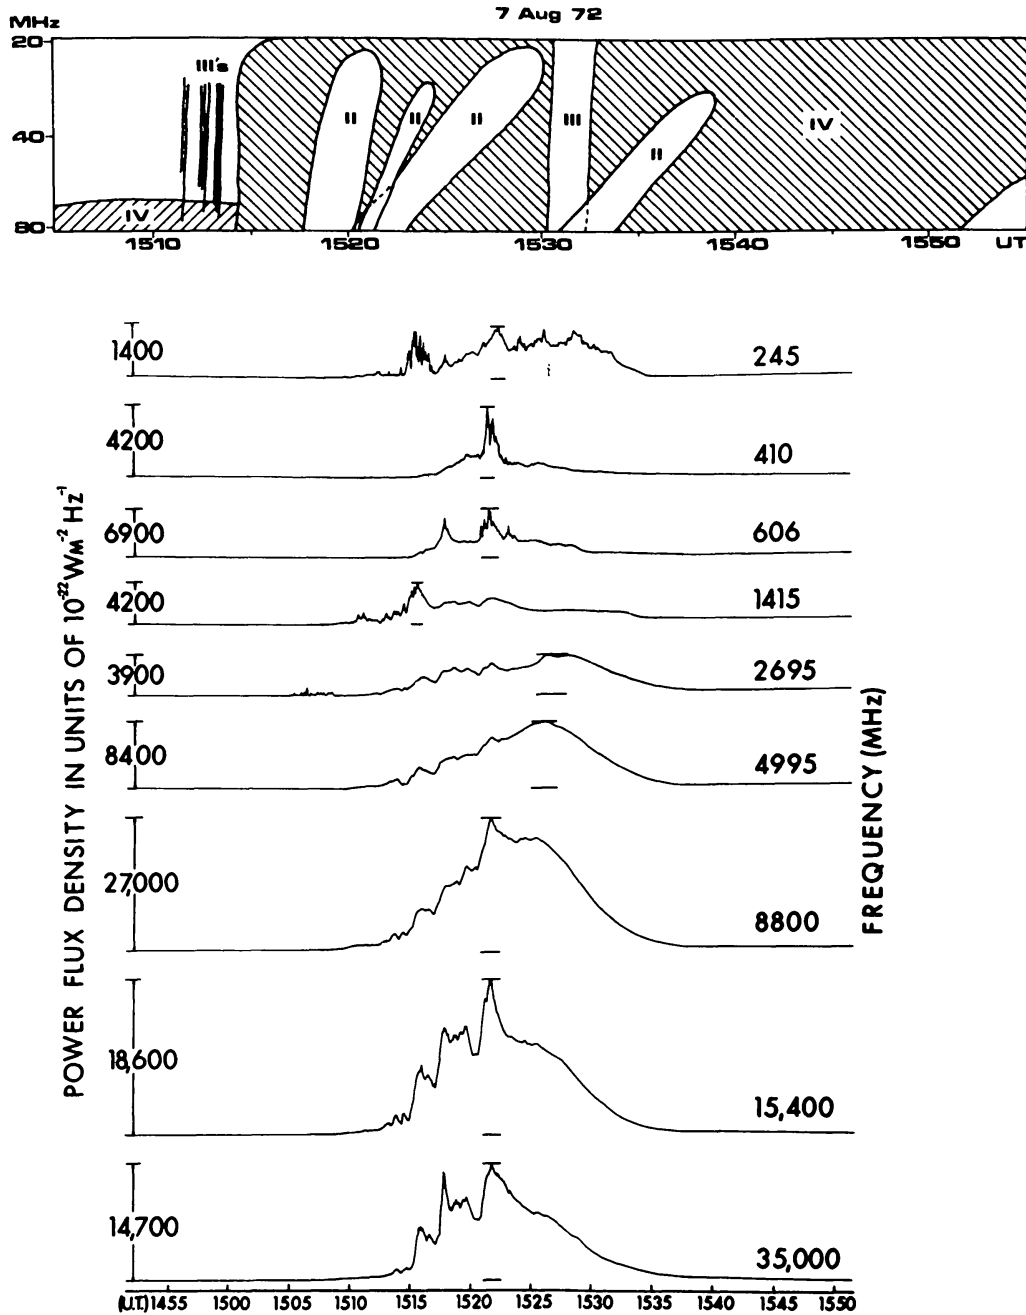 7 Aug 72
MHz
20
III's
II
II
II
III
IV
40
II
IV
80
1510
1520
1530
1540
1550
UT
1400
245
4200
410
6900
606
4200
1415
3900
2695
8400
4995
27,000
8800
18,600
15,400
14,700
35,000
POWER FLUX DENSITY IN UNITS OF 10⁻²²WM⁻² HZ⁻¹
FREQUENCY (MHz)
(U.T.) 1455 1500 1505 1510 1515 1520 1525 1530 1535 1540 1545 1550